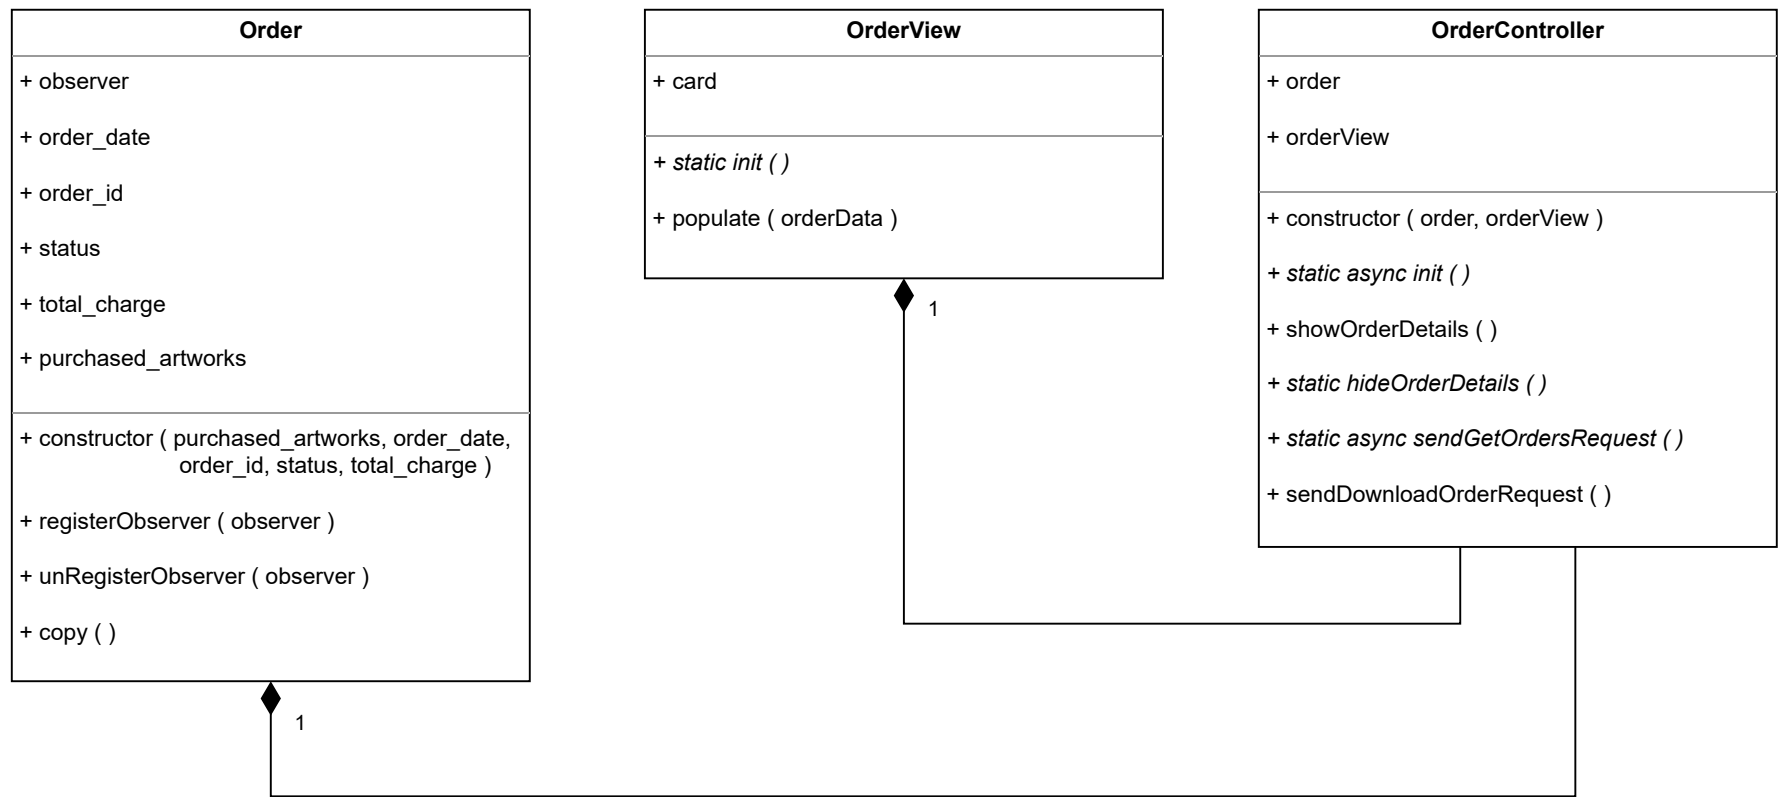 Order
+ observer
+ order_date
+ order_id
+ status
+ total_charge
+ purchased_artworks
+ constructor ( purchased_artworks, order_date,
order_id, status, total_charge )
+ registerObserver ( observer )
+ unRegisterObserver ( observer )
+ copy ( )
1
OrderView
+ card
+ static init ( )
+ populate ( orderData )
1
OrderController
+ order
+ orderView
+ constructor ( order, orderView )
+ static async init ( )
+ showOrderDetails ( )
+ static hideOrderDetails ( )
+ static async sendGetOrdersRequest ( )
+ sendDownloadOrderRequest ( )